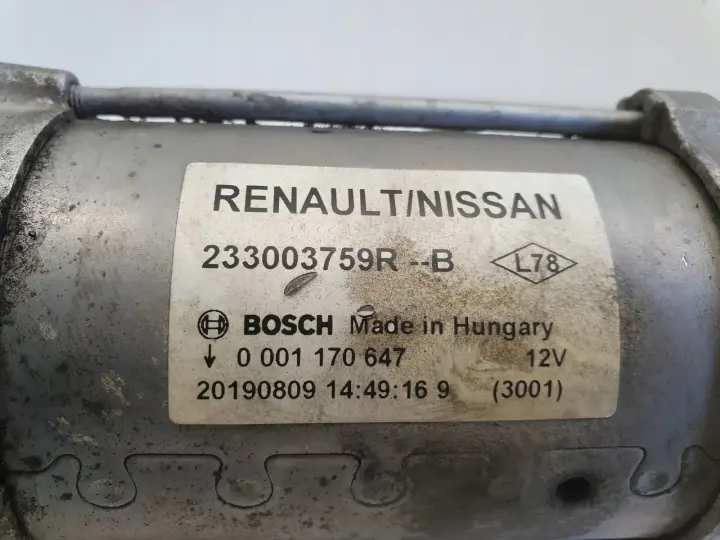 RENAULT/NISSAN
233003759R --B L78
BOSCH Made in Hungary
0 001 170 647 12V
20190809 14:49:16 9 (3001)